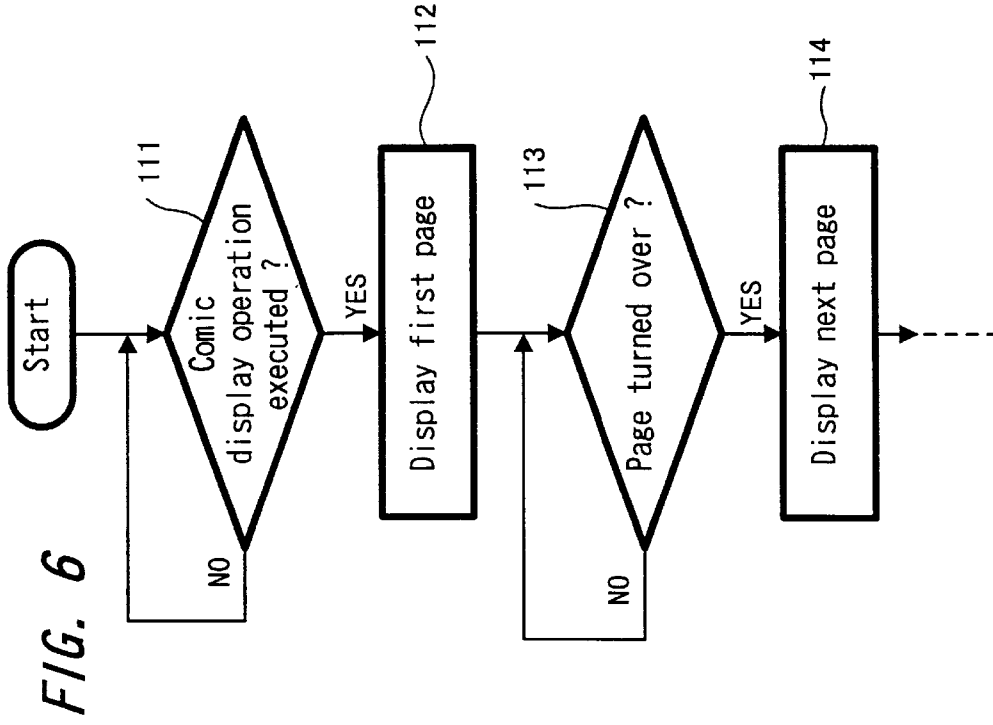 FIG. 6
Start
Comic
display operation
executed ?
111
NO
YES
Display first page
112
Page turned over ?
113
NO
YES
Display next page
114